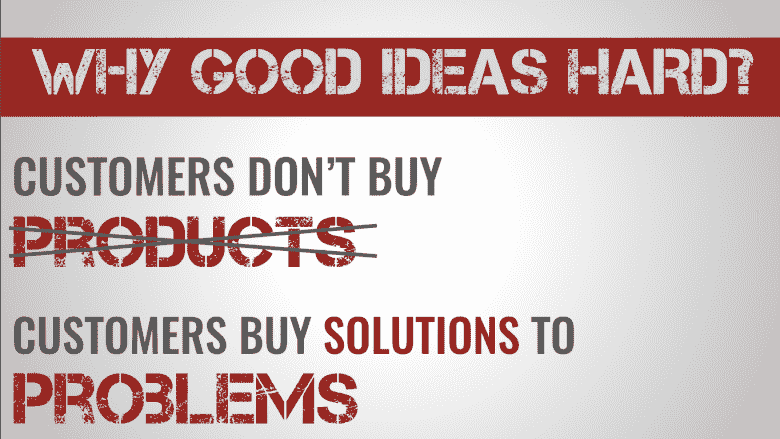 WHY GOOD IDEAS HARD?
CUSTOMERS DON'T BUY
PRODUCTS
CUSTOMERS BUY SOLUTIONS TO
PROBLEMS